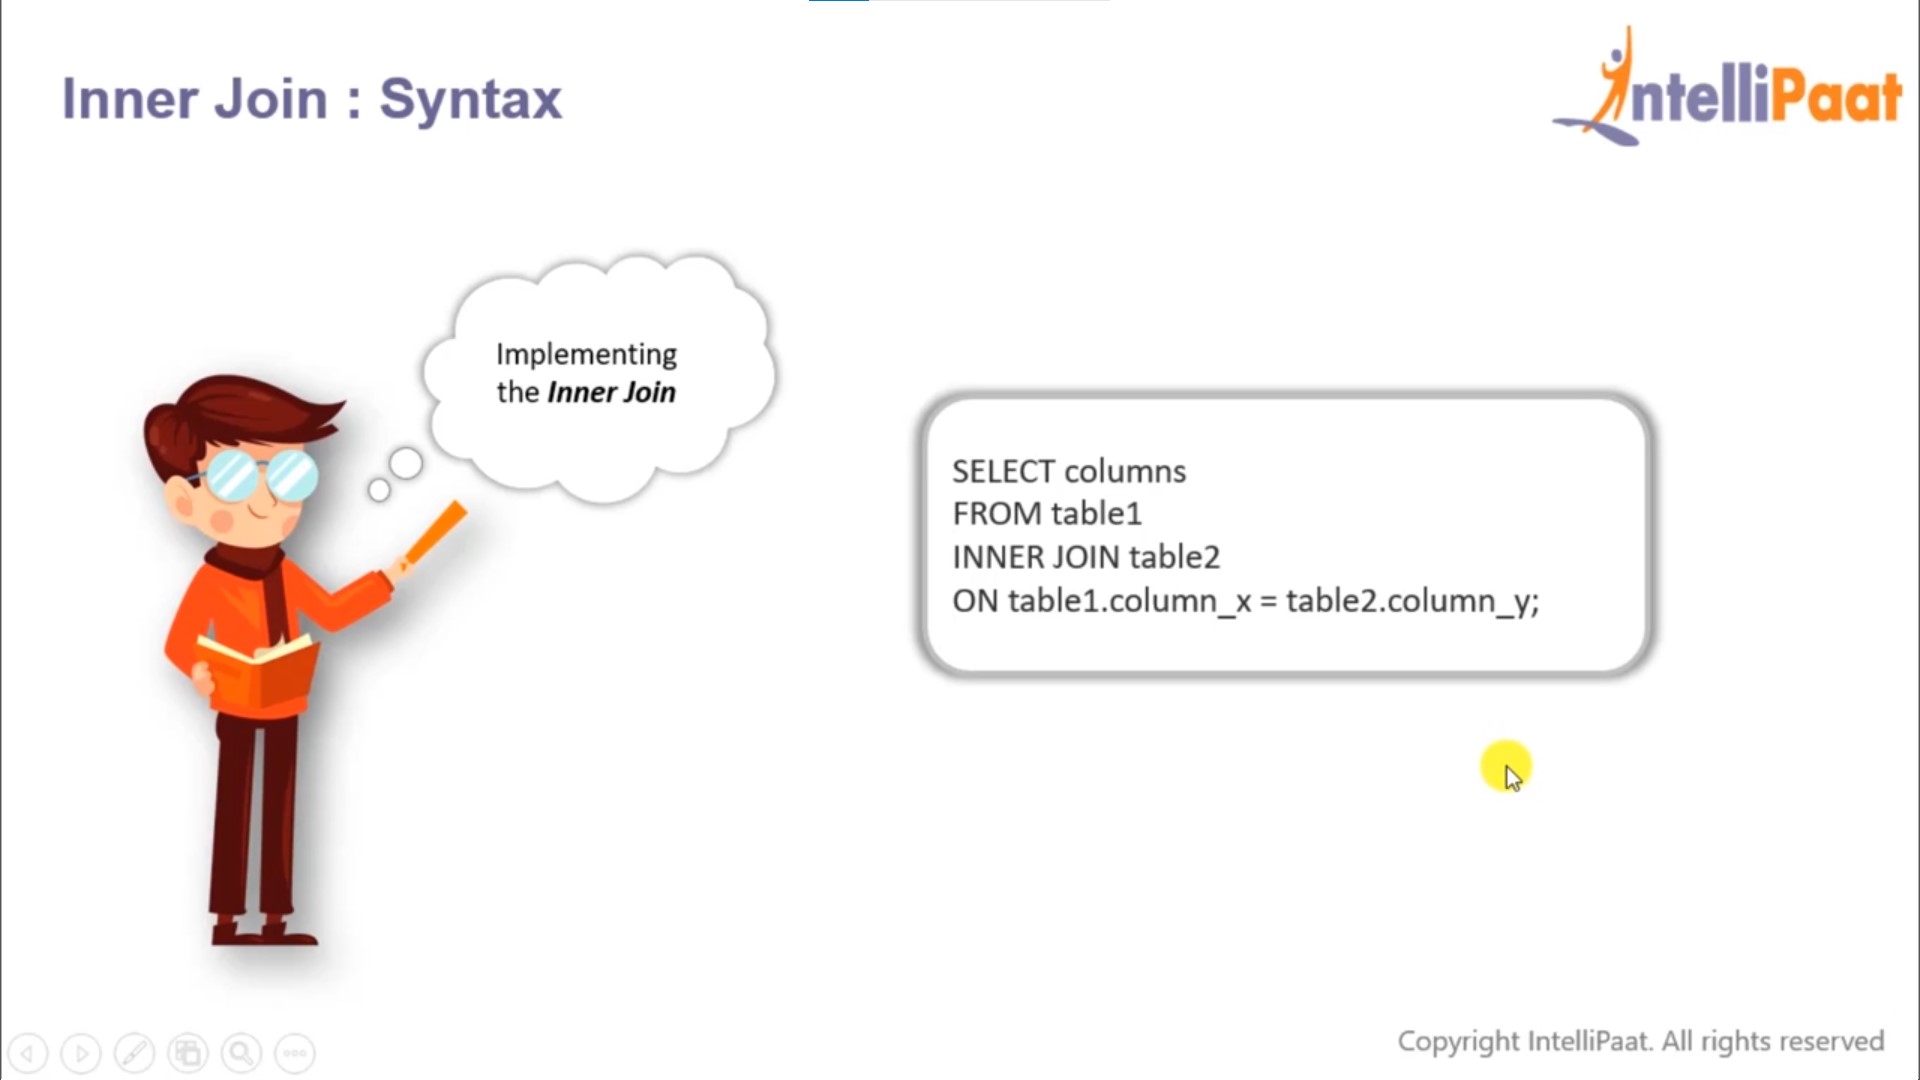 Inner Join : Syntax
IntelliPaat
Implementing
the Inner Join
SELECT columns
FROM table1
INNER JOIN table2
ON table1.column_x = table2.column_y;
Copyright IntelliPaat. All rights reserved